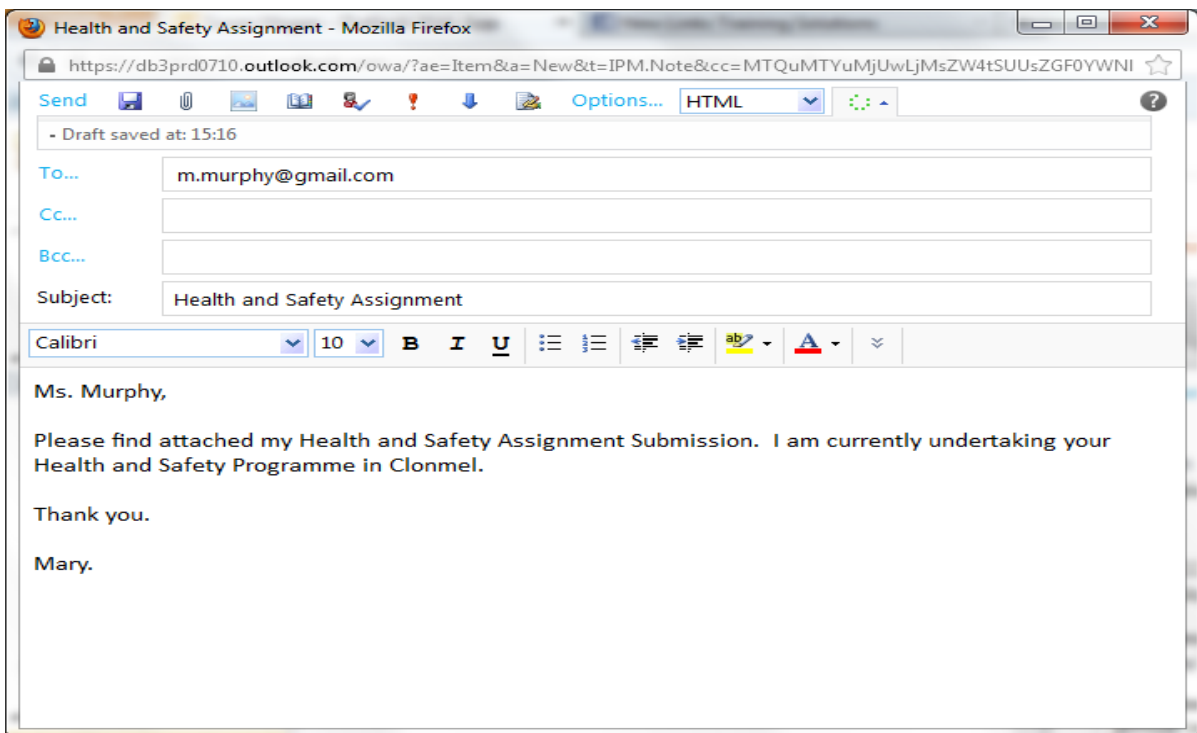 Health and Safety Assignment - Mozilla Firefox
https://db3prd0710.outlook.com/owa/?ae=Item&a=New&t=IPM.Note&cc=MTQuMTYuMjUwLjMsZW4tSUUsZGF0YWNl
Send Options... HTML
- Draft saved at: 15:16
To... m.murphy@gmail.com
Cc...
Bcc...
Subject: Health and Safety Assignment
Calibri 10 B I U ab A
Ms. Murphy,
Please find attached my Health and Safety Assignment Submission. I am currently undertaking your
Health and Safety Programme in Clonmel.
Thank you.
Mary.